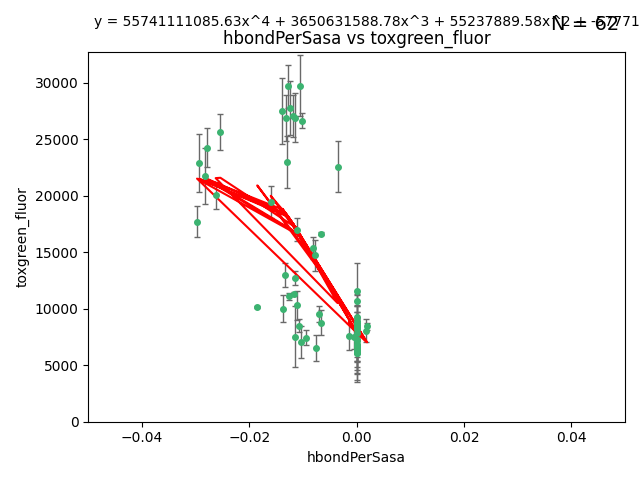 y = 55741111085.63x^4 + 3650631588.78x^3 + 55237889.58x^2 +
N = 62
hbondPerSasa vs toxgreen_fluor
30000
25000
20000
15000
10000
5000
0
toxgreen_fluor
−0.04 −0.02 0.00 0.02 0.04
hbondPerSasa